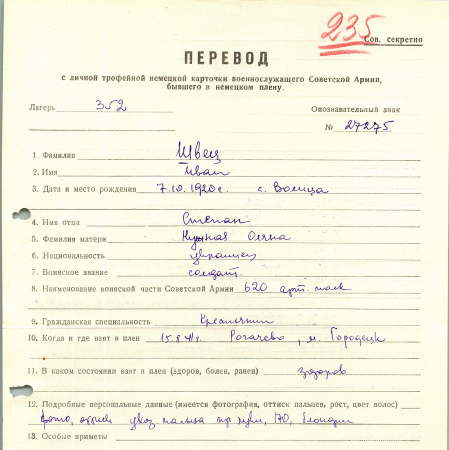 235
Сов. секретно
ПЕРЕВОД
с личной трофейной немецкой карточки военнослужащего Советской Армии,
бывшего в немецком плену.
Лагерь 352 Опознавательный знак
№ 27275
1. Фамилия Швец
2. Имя Иван
3. Дата и место рождения 7.10.1920г. с. Волица
4. Имя отца Степан
5. Фамилия матери Оляна
6. Национальность украинец
7. Воинское звание солдат
8. Наименование воинской части Советской Армии 620 арт. полк
9. Гражданская специальность Крестьянин
10. Когда и где взят в плен 15.8.41г. Рогачево, м. Городецк
11. В каком состоянии взят в плен (здоров, болен, ранен) здоров
12. Подробные персональные данные (имеется фотография, оттиск пальцев, рост, цвет волос)
фото, оттиск указ пальца пр руки, 170, блондин
13. Особые приметы